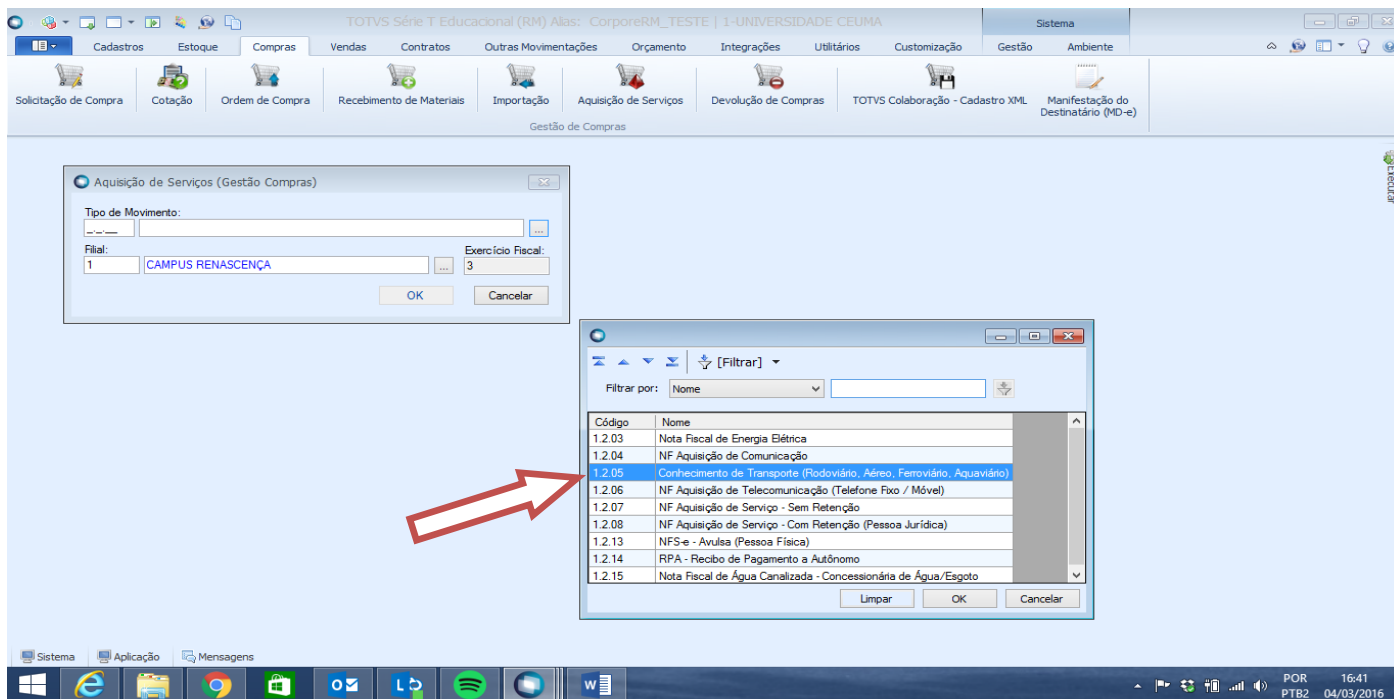 TOTVS Série T Educacional (RM) Alias: CorporeRM_TESTE | 1-UNIVERSIDADE CEUMA
Sistema
Cadastros Estoque Compras Vendas Contratos Outras Movimentações Orçamento Integrações Utilitários Customização Gestão Ambiente
Solicitação de Compra Cotação Ordem de Compra Recebimento de Materiais Importação Aquisição de Serviços Devolução de Compras TOTVS Colaboração - Cadastro XML Manifestação do
Destinatário (MD-e)
Gestão de Compras
Executar
Aquisição de Serviços (Gestão Compras)
Tipo de Movimento:
_._.__ ...
Filial: Exercício Fiscal:
1 CAMPUS RENASCENÇA ... 3
OK Cancelar
[Filtrar]
Filtrar por: Nome
Código Nome
1.2.03 Nota Fiscal de Energia Elétrica
1.2.04 NF Aquisição de Comunicação
1.2.05 Conhecimento de Transporte (Rodoviário, Aéreo, Ferroviário, Aquaviário)
1.2.06 NF Aquisição de Telecomunicação (Telefone Fixo / Móvel)
1.2.07 NF Aquisição de Serviço - Sem Retenção
1.2.08 NF Aquisição de Serviço - Com Retenção (Pessoa Jurídica)
1.2.13 NFS-e - Avulsa (Pessoa Física)
1.2.14 RPA - Recibo de Pagamento a Autônomo
1.2.15 Nota Fiscal de Água Canalizada - Concessionária de Água/Esgoto
Limpar OK Cancelar
Sistema Aplicação Mensagens
POR 16:41
PTB2 04/03/2016